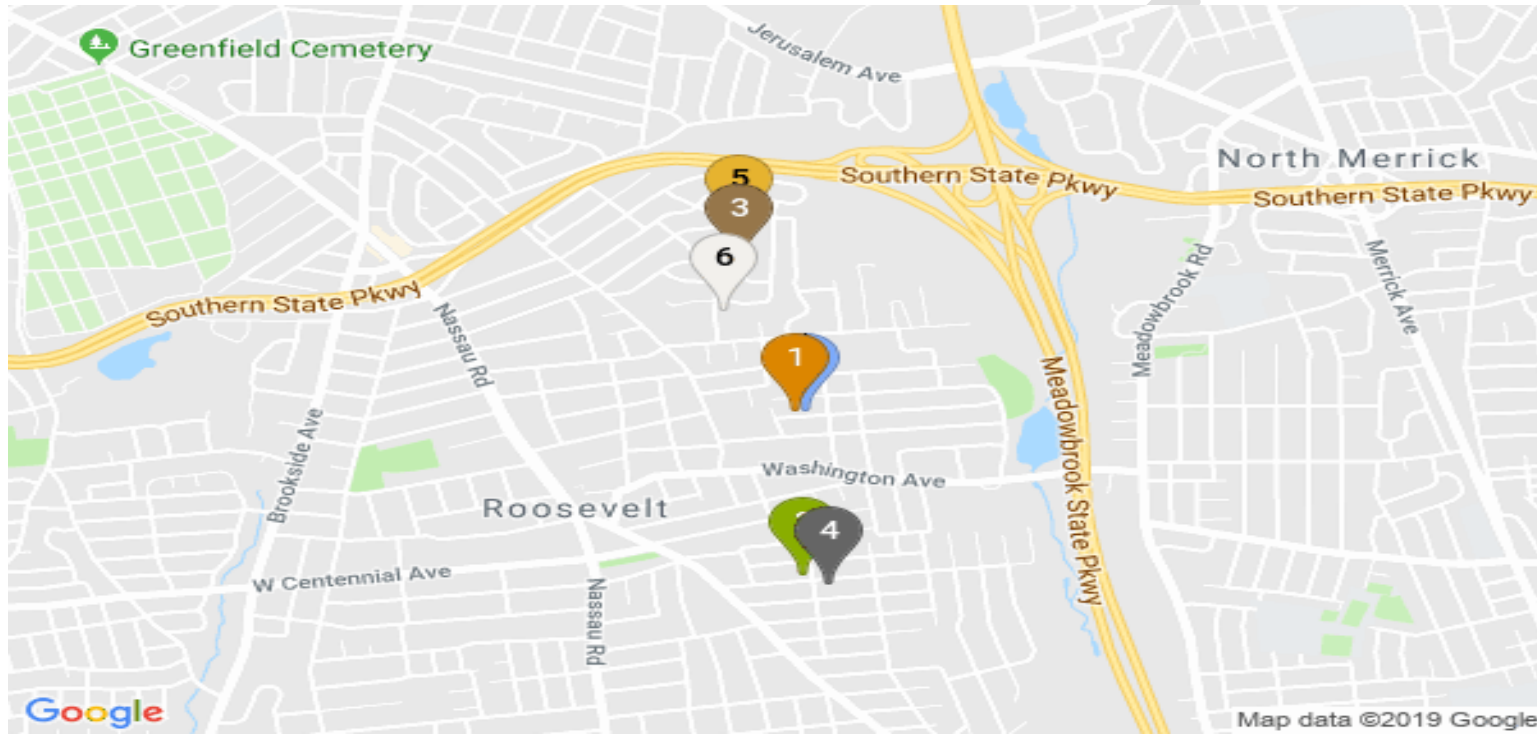 Greenfield Cemetery
Jerusalem Ave
North Merrick
Southern State Pkwy
Southern State Pkwy
Southern State Pkwy
5
3
6
Nassau Rd
Meadowbrook Rd
Merrick Ave
1
Brookside Ave
Meadowbrook State Pkwy
Washington Ave
Roosevelt
4
W Centennial Ave
Nassau Rd
Google
Map data ©2019 Google